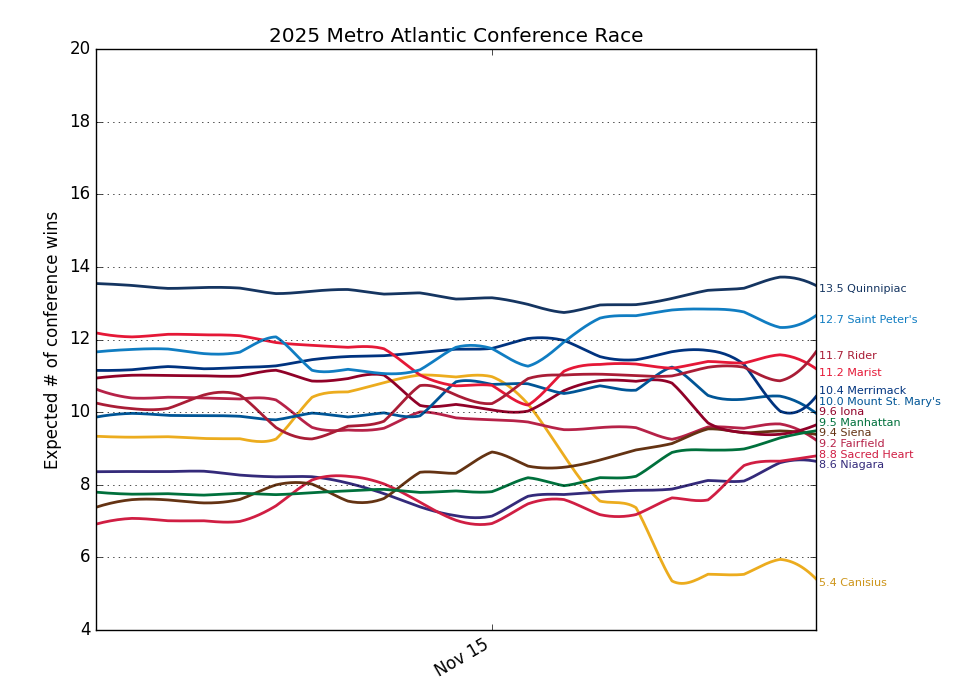 2025 Metro Atlantic Conference Race
Expected # of conference wins
20
18
16
14
12
10
8
6
4
Nov 15
13.5 Quinnipiac
12.7 Saint Peter's
11.7 Rider
11.2 Marist
10.4 Merrimack
10.0 Mount St. Mary's
9.6 Iona
9.5 Manhattan
9.4 Siena
9.2 Fairfield
8.8 Sacred Heart
8.6 Niagara
5.4 Canisius